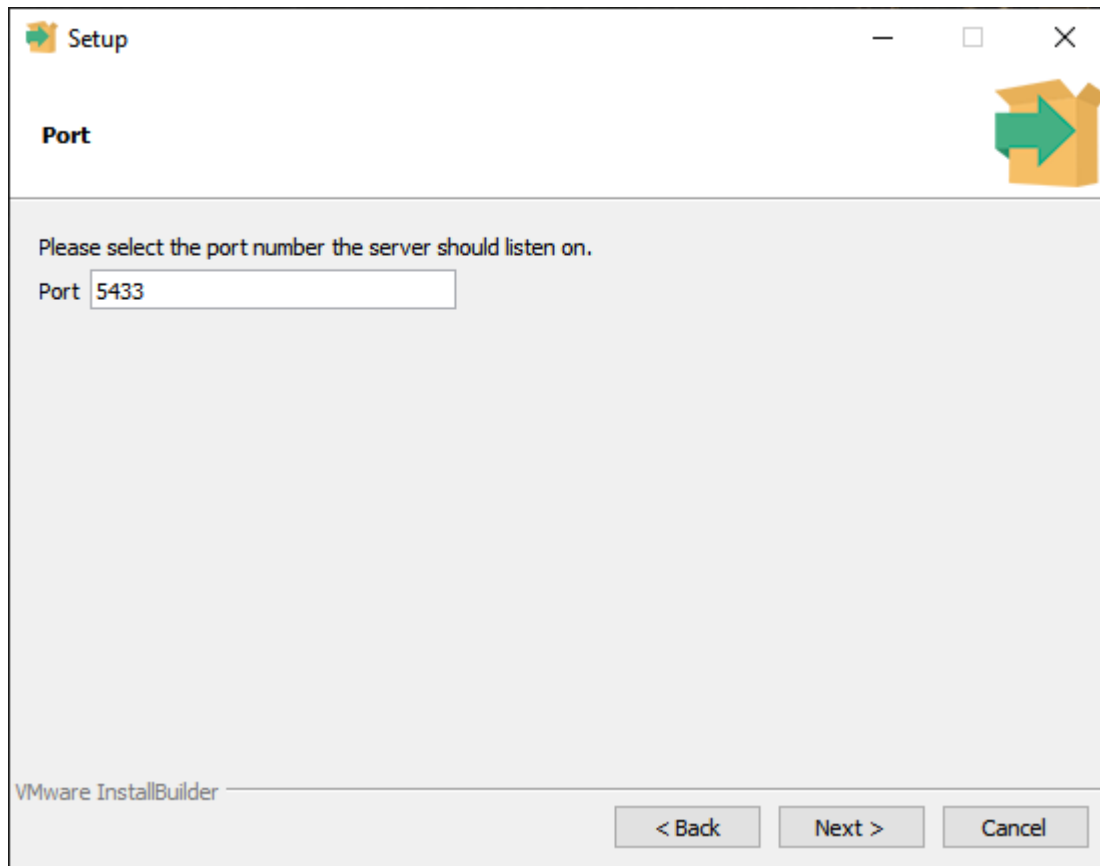 Setup
Port
Please select the port number the server should listen on.
Port 5433
VMware InstallBuilder
< Back Next > Cancel